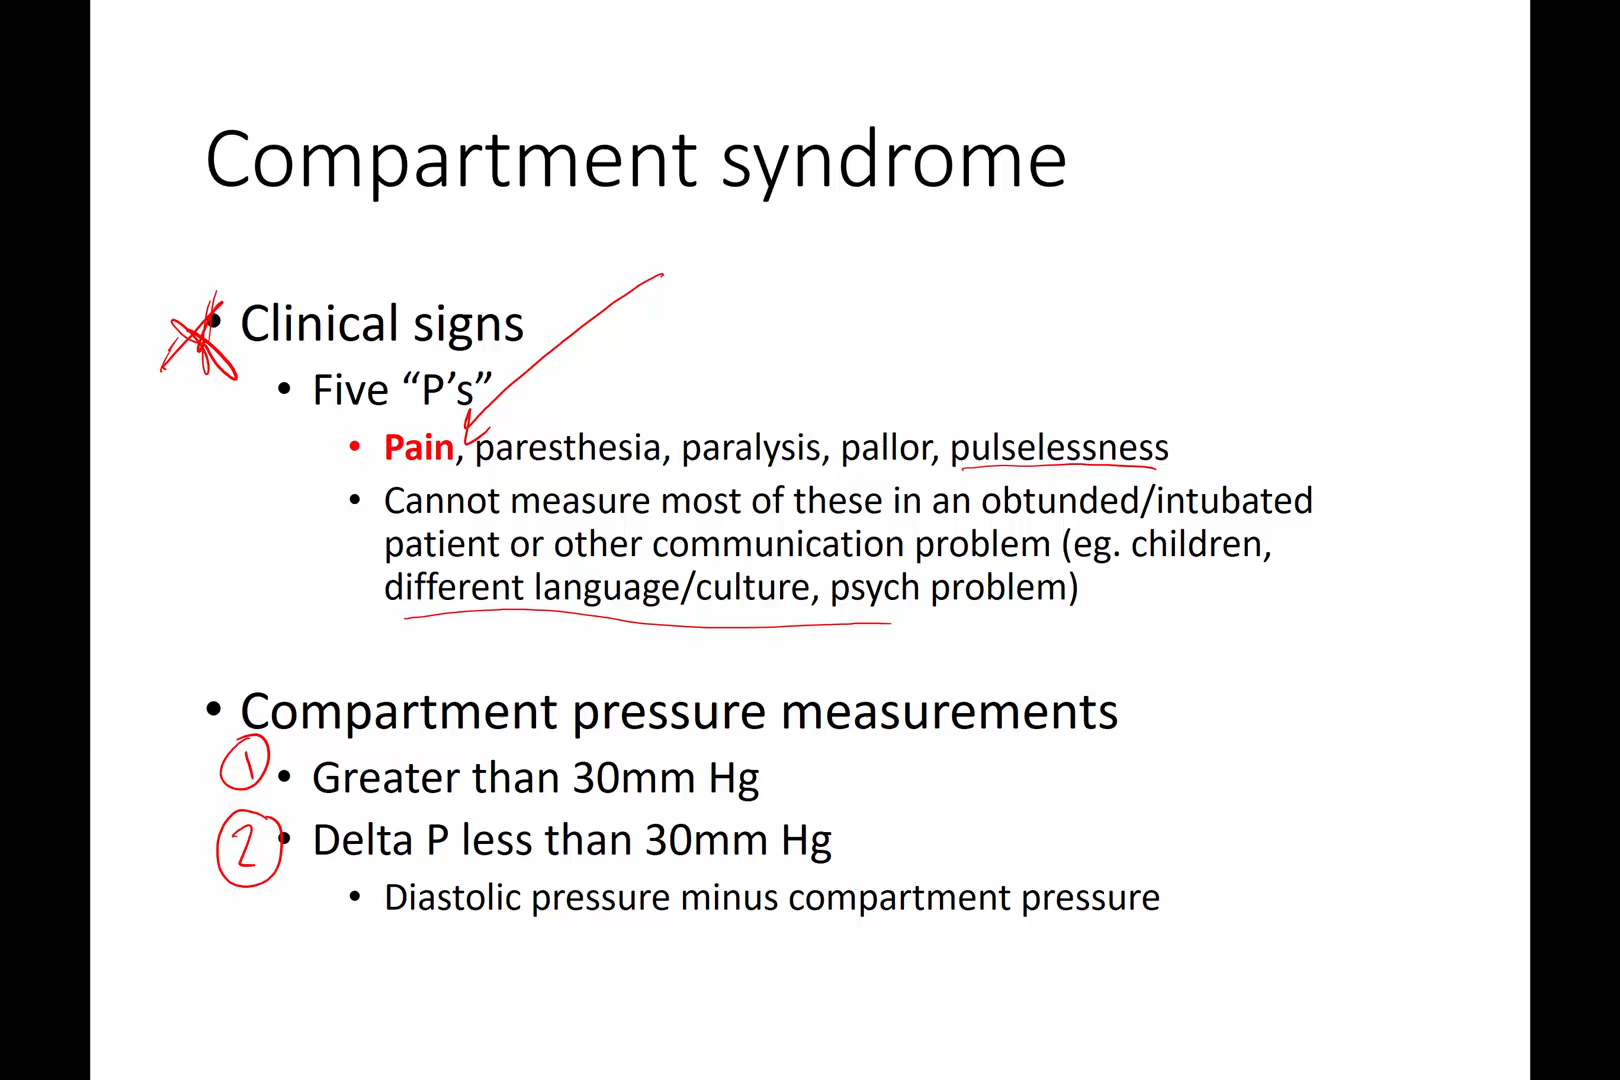 Compartment syndrome
• Clinical signs
• Five “P’s”
• Pain, paresthesia, paralysis, pallor, pulselessness
• Cannot measure most of these in an obtunded/intubated
patient or other communication problem (eg. children,
different language/culture, psych problem)
• Compartment pressure measurements
1 • Greater than 30mm Hg
2 • Delta P less than 30mm Hg
• Diastolic pressure minus compartment pressure